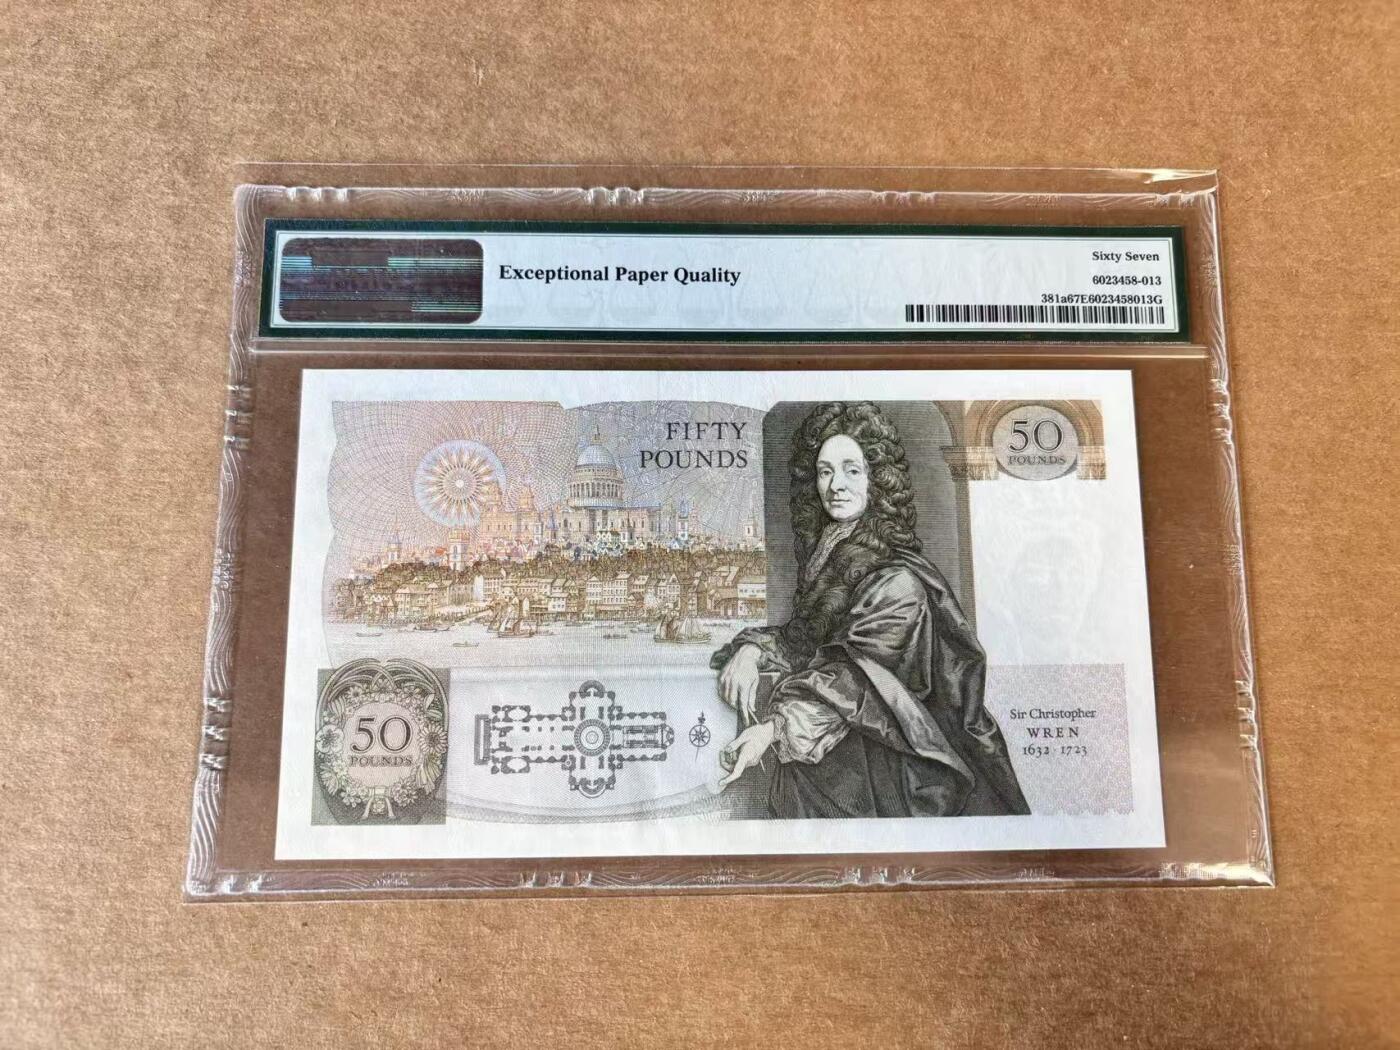 Exceptional Paper Quality
Sixty Seven
6023458-013
381a67E6023458013G
FIFTY
POUNDS
50
POUNDS
50
POUNDS
Sir Christopher
WREN
1632 · 1723